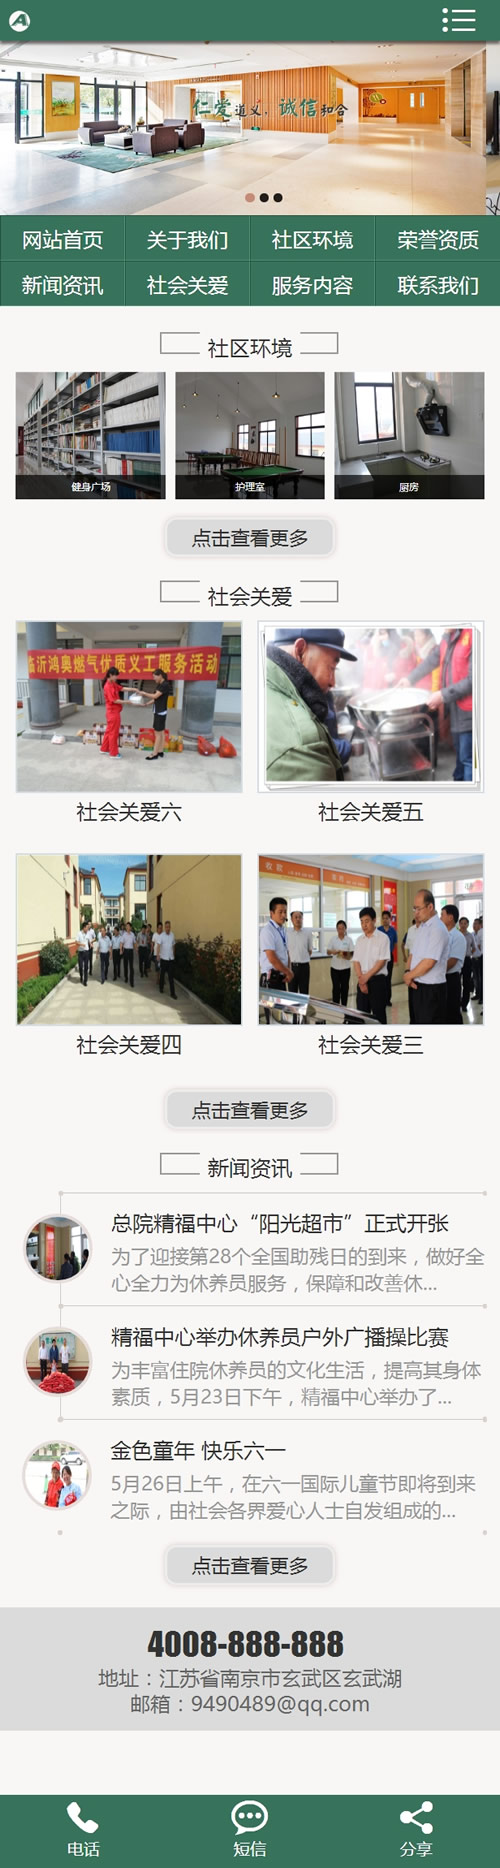 仁爱道义，诚信和合
网站首页 关于我们 社区环境 荣誉资质
新闻资讯 社会关爱 服务内容 联系我们
社区环境
健身广场 护理室 厨房
点击查看更多
社会关爱
临沂鸿奥燃气优质义工服务活动
社会关爱六 社会关爱五
收款
社会关爱四 社会关爱三
点击查看更多
新闻资讯
总院精福中心“阳光超市”正式开张
为了迎接第28个全国助残日的到来，做好全
心全力为休养员服务，保障和改善休...
精福中心举办休养员户外广播操比赛
为丰富住院休养员的文化生活，提高其身体
素质，5月23日下午，精福中心举办了...
金色童年 快乐六一
5月26日上午，在六一国际儿童节即将到来
之际，由社会各界爱心人士自发组成的...
点击查看更多
4008-888-888
地址：江苏省南京市玄武区玄武湖
邮箱：9490489@qq.com
电话 短信 分享